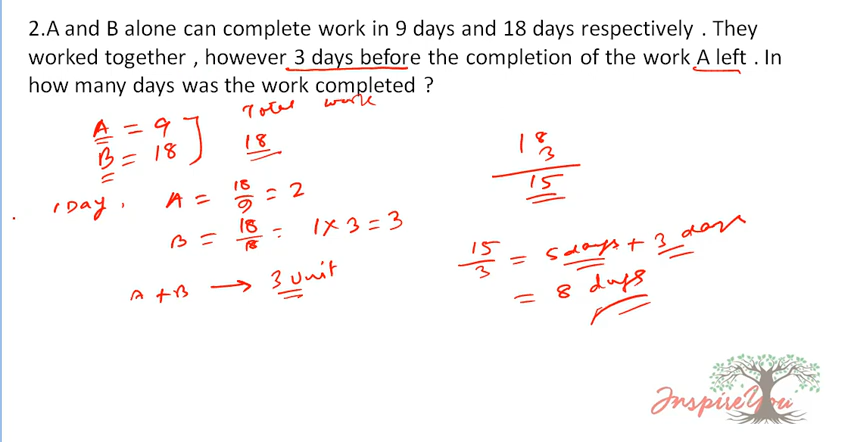 2.A and B alone can complete work in 9 days and 18 days respectively . They
worked together , however 3 days before the completion of the work A left . In
how many days was the work completed ?
Total work
A = 9
B = 18
18
1 Day , A = 18/9 = 2
B = 18/18 = 1 x 3 = 3
A + B → 3 unit
18
3
15
15/3 = 5 days + 3 days
= 8 days
InspireYou